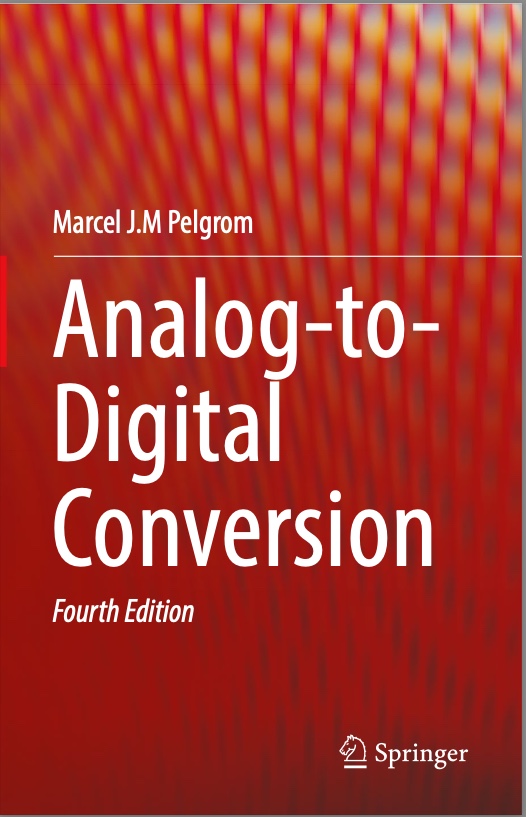 Marcel J.M Pelgrom
Analog-to-
Digital
Conversion
Fourth Edition
Springer